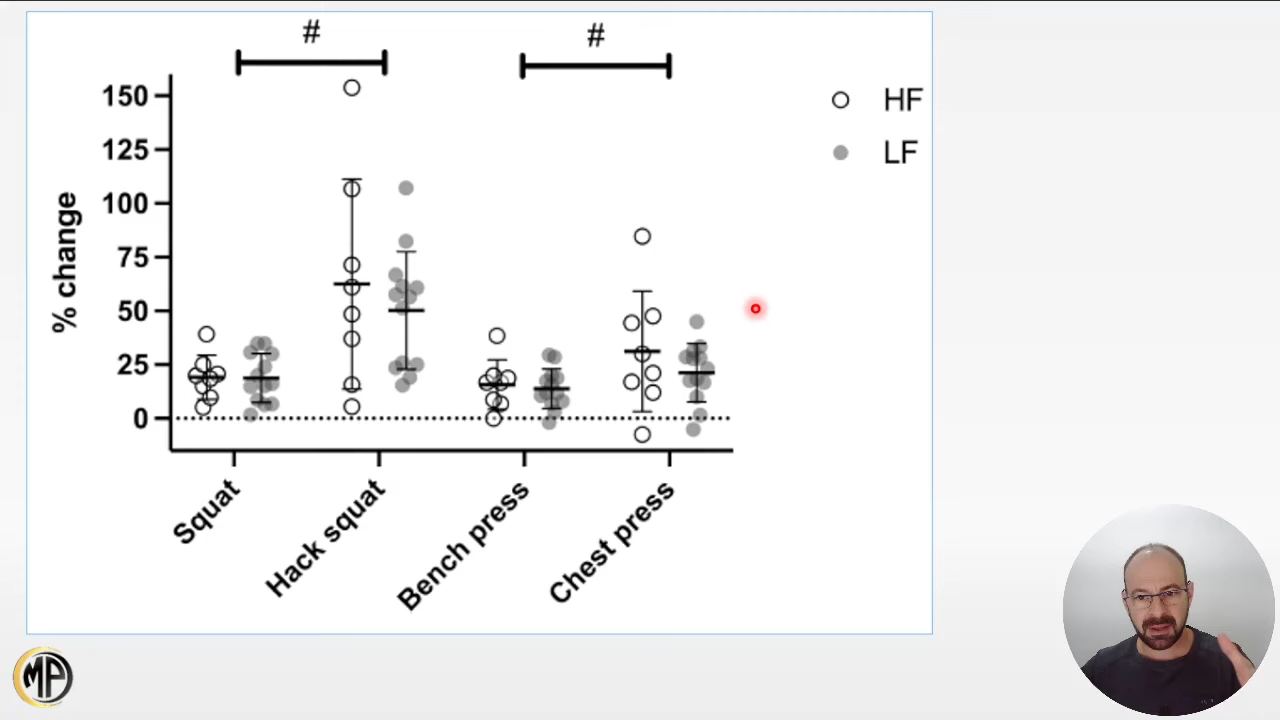 #
#
150
125
100
75
50
25
0
% change
HF
LF
Squat
Hack squat
Bench press
Chest press
MP